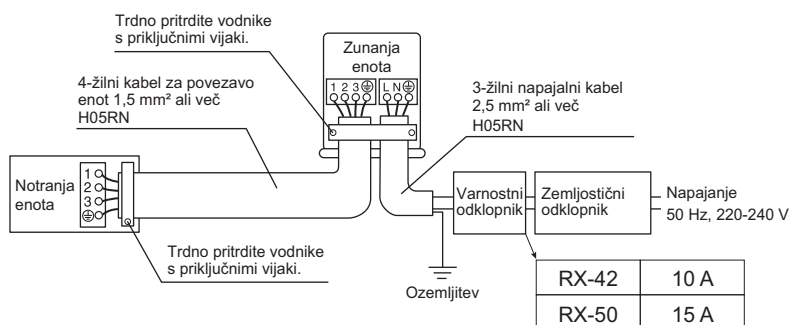 Trdno pritrdite vodnike
s priključnimi vijaki.
Zunanja
enota
1 2 3
L N
4-žilni kabel za povezavo
enot 1,5 mm² ali več
H05RN
3-žilni napajalni kabel
2,5 mm² ali več
H05RN
Notranja
enota
1
2
3
Varnostni
odklopnik
Zemljostični
odklopnik
Napajanje
50 Hz, 220-240 V
Trdno pritrdite vodnike
s priključnimi vijaki.
Ozemljitev
RX-42 10 A
RX-50 15 A